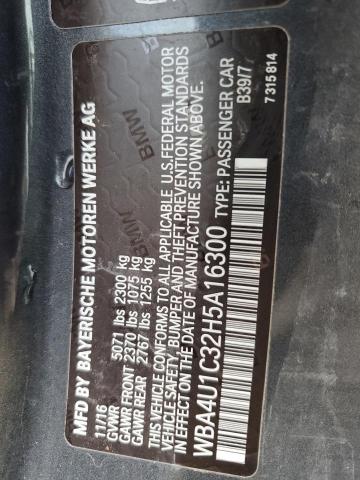 MFD BY BAYERISCHE MOTOREN WERKE AG
11/16
GVWR 5071 lbs 2300 kg
GAWR FRONT 2370 lbs 1075 kg
GAWR REAR 2767 lbs 1255 kg
THIS VEHICLE CONFORMS TO ALL APPLICABLE U.S. FEDERAL MOTOR
VEHICLE SAFETY, BUMPER AND THEFT PREVENTION STANDARDS
IN EFFECT ON THE DATE OF MANUFACTURE SHOWN ABOVE.
WBA4U1C32H5A16300 TYPE: PASSENGER CAR
B39/7
7 315 814
BMW
BMW
BMW